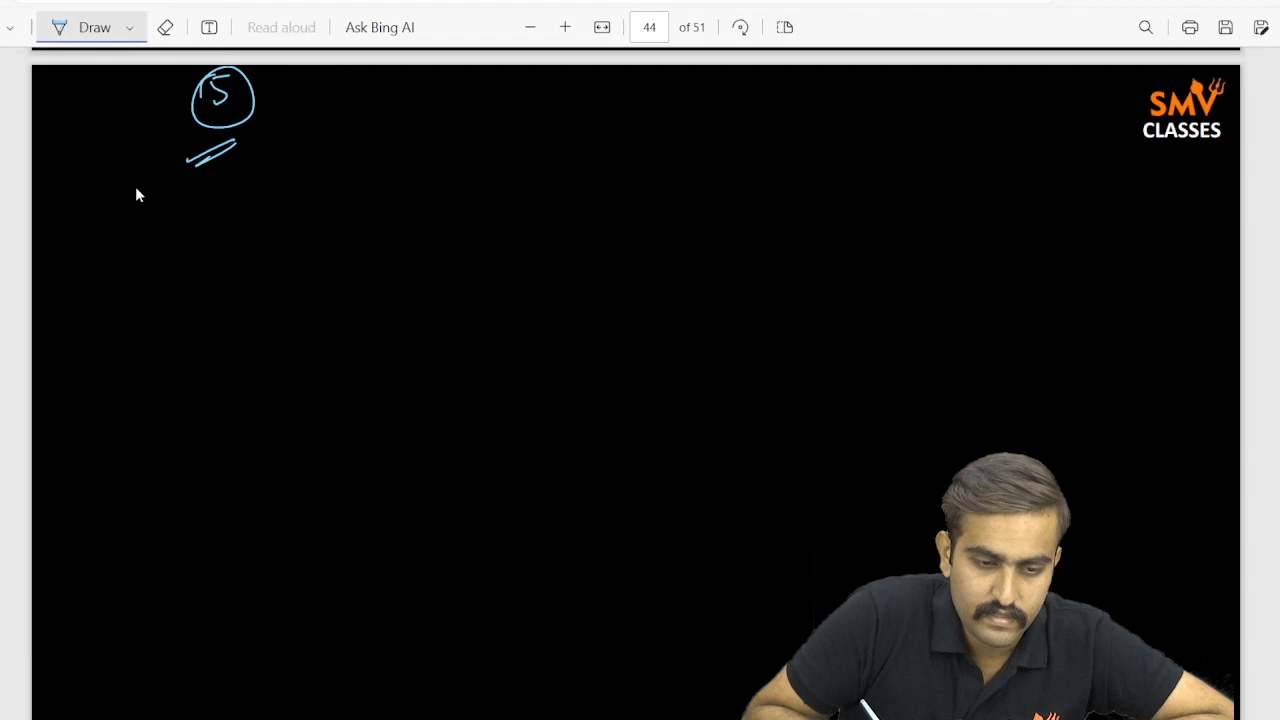 Draw
Read aloud
Ask Bing AI
44
of 51
15
SMV
CLASSES